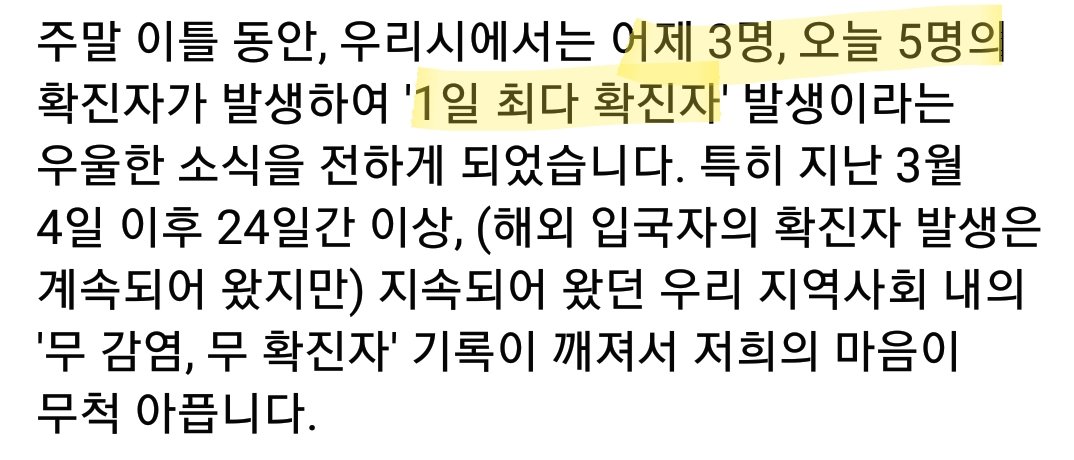 주말 이틀 동안, 우리시에서는 어제 3명, 오늘 5명의
확진자가 발생하여 '1일 최다 확진자' 발생이라는
우울한 소식을 전하게 되었습니다. 특히 지난 3월
4일 이후 24일간 이상, (해외 입국자의 확진자 발생은
계속되어 왔지만) 지속되어 왔던 우리 지역사회 내의
'무 감염, 무 확진자' 기록이 깨져서 저희의 마음이
무척 아픕니다.